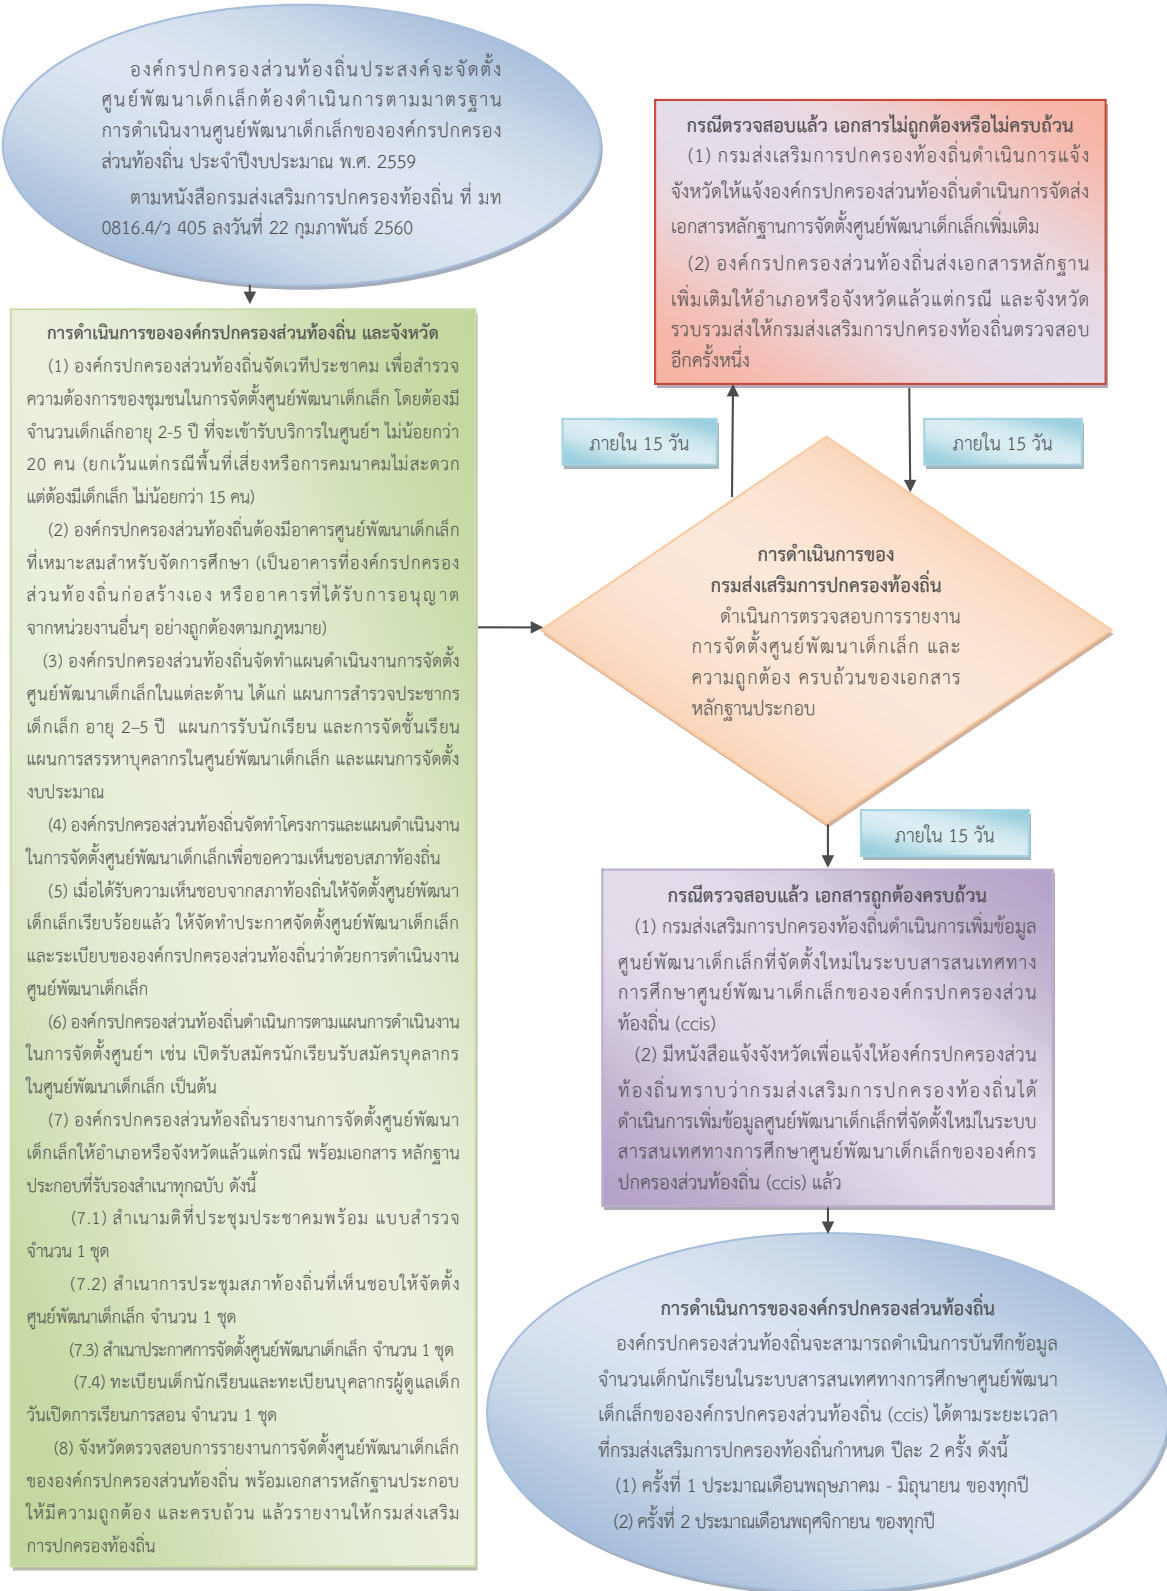 องค์กรปกครองส่วนท้องถิ่นประสงค์จะจัดตั้ง
ศูนย์พัฒนาเด็กเล็กต้องดำเนินการตามมาตรฐาน
การดำเนินงานศูนย์พัฒนาเด็กเล็กขององค์กรปกครอง
ส่วนท้องถิ่น ประจำปีงบประมาณ พ.ศ. 2559
ตามหนังสือกรมส่งเสริมการปกครองท้องถิ่น ที่ มท
0816.4/ว 405 ลงวันที่ 22 กุมภาพันธ์ 2560
การดำเนินการขององค์กรปกครองส่วนท้องถิ่น และจังหวัด
(1) องค์กรปกครองส่วนท้องถิ่นจัดเวทีประชาคม เพื่อสำรวจ
ความต้องการของชุมชนในการจัดตั้งศูนย์พัฒนาเด็กเล็ก โดยต้องมี
จำนวนเด็กเล็กอายุ 2-5 ปี ที่จะเข้ารับบริการในศูนย์ฯ ไม่น้อยกว่า
20 คน (ยกเว้นแต่กรณีพื้นที่เสี่ยงหรือการคมนาคมไม่สะดวก
แต่ต้องมีเด็กเล็ก ไม่น้อยกว่า 15 คน)
(2) องค์กรปกครองส่วนท้องถิ่นต้องมีอาคารศูนย์พัฒนาเด็กเล็ก
ที่เหมาะสมสำหรับจัดการศึกษา (เป็นอาคารที่องค์กรปกครอง
ส่วนท้องถิ่นก่อสร้างเอง หรืออาคารที่ได้รับการอนุญาต
จากหน่วยงานอื่นๆ อย่างถูกต้องตามกฎหมาย)
(3) องค์กรปกครองส่วนท้องถิ่นจัดทำแผนดำเนินงานการจัดตั้ง
ศูนย์พัฒนาเด็กเล็กในแต่ละด้าน ได้แก่ แผนการสำรวจประชากร
เด็กเล็ก อายุ 2–5 ปี แผนการรับนักเรียน และการจัดชั้นเรียน
แผนการสรรหาบุคลากรในศูนย์พัฒนาเด็กเล็ก และแผนการจัดตั้ง
งบประมาณ
(4) องค์กรปกครองส่วนท้องถิ่นจัดทำโครงการและแผนดำเนินงาน
ในการจัดตั้งศูนย์พัฒนาเด็กเล็กเพื่อขอความเห็นชอบสภาท้องถิ่น
(5) เมื่อได้รับความเห็นชอบจากสภาท้องถิ่นให้จัดตั้งศูนย์พัฒนา
เด็กเล็กเรียบร้อยแล้ว ให้จัดทำประกาศจัดตั้งศูนย์พัฒนาเด็กเล็ก
และระเบียบขององค์กรปกครองส่วนท้องถิ่นว่าด้วยการดำเนินงาน
ศูนย์พัฒนาเด็กเล็ก
(6) องค์กรปกครองส่วนท้องถิ่นดำเนินการตามแผนการดำเนินงาน
ในการจัดตั้งศูนย์ฯ เช่น เปิดรับสมัครนักเรียนรับสมัครบุคลากร
ในศูนย์พัฒนาเด็กเล็ก เป็นต้น
(7) องค์กรปกครองส่วนท้องถิ่นรายงานการจัดตั้งศูนย์พัฒนา
เด็กเล็กให้อำเภอหรือจังหวัดแล้วแต่กรณี พร้อมเอกสาร หลักฐาน
ประกอบที่รับรองสำเนาทุกฉบับ ดังนี้
(7.1) สำเนามติที่ประชุมประชาคมพร้อม แบบสำรวจ
จำนวน 1 ชุด
(7.2) สำเนาการประชุมสภาท้องถิ่นที่เห็นชอบให้จัดตั้ง
ศูนย์พัฒนาเด็กเล็ก จำนวน 1 ชุด
(7.3) สำเนาประกาศการจัดตั้งศูนย์พัฒนาเด็กเล็ก จำนวน 1 ชุด
(7.4) ทะเบียนเด็กนักเรียนและทะเบียนบุคลากรผู้ดูแลเด็ก
วันเปิดการเรียนการสอน จำนวน 1 ชุด
(8) จังหวัดตรวจสอบการรายงานการจัดตั้งศูนย์พัฒนาเด็กเล็ก
ขององค์กรปกครองส่วนท้องถิ่น พร้อมเอกสารหลักฐานประกอบ
ให้มีความถูกต้อง และครบถ้วน แล้วรายงานให้กรมส่งเสริม
การปกครองท้องถิ่น
กรณีตรวจสอบแล้ว เอกสารไม่ถูกต้องหรือไม่ครบถ้วน
(1) กรมส่งเสริมการปกครองท้องถิ่นดำเนินการแจ้ง
จังหวัดให้แจ้งองค์กรปกครองส่วนท้องถิ่นดำเนินการจัดส่ง
เอกสารหลักฐานการจัดตั้งศูนย์พัฒนาเด็กเล็กเพิ่มเติม
(2) องค์กรปกครองส่วนท้องถิ่นส่งเอกสารหลักฐาน
เพิ่มเติมให้อำเภอหรือจังหวัดแล้วแต่กรณี และจังหวัด
รวบรวมส่งให้กรมส่งเสริมการปกครองท้องถิ่นตรวจสอบ
อีกครั้งหนึ่ง
ภายใน 15 วัน
ภายใน 15 วัน
การดำเนินการของ
กรมส่งเสริมการปกครองท้องถิ่น
ดำเนินการตรวจสอบการรายงาน
การจัดตั้งศูนย์พัฒนาเด็กเล็ก และ
ความถูกต้อง ครบถ้วนของเอกสาร
หลักฐานประกอบ
ภายใน 15 วัน
กรณีตรวจสอบแล้ว เอกสารถูกต้องครบถ้วน
(1) กรมส่งเสริมการปกครองท้องถิ่นดำเนินการเพิ่มข้อมูล
ศูนย์พัฒนาเด็กเล็กที่จัดตั้งใหม่ในระบบสารสนเทศทาง
การศึกษาศูนย์พัฒนาเด็กเล็กขององค์กรปกครองส่วน
ท้องถิ่น (ccis)
(2) มีหนังสือแจ้งจังหวัดเพื่อแจ้งให้องค์กรปกครองส่วน
ท้องถิ่นทราบว่ากรมส่งเสริมการปกครองท้องถิ่นได้
ดำเนินการเพิ่มข้อมูลศูนย์พัฒนาเด็กเล็กที่จัดตั้งใหม่ในระบบ
สารสนเทศทางการศึกษาศูนย์พัฒนาเด็กเล็กขององค์กร
ปกครองส่วนท้องถิ่น (ccis) แล้ว
การดำเนินการขององค์กรปกครองส่วนท้องถิ่น
องค์กรปกครองส่วนท้องถิ่นจะสามารถดำเนินการบันทึกข้อมูล
จำนวนเด็กนักเรียนในระบบสารสนเทศทางการศึกษาศูนย์พัฒนา
เด็กเล็กขององค์กรปกครองส่วนท้องถิ่น (ccis) ได้ตามระยะเวลา
ที่กรมส่งเสริมการปกครองท้องถิ่นกำหนด ปีละ 2 ครั้ง ดังนี้
(1) ครั้งที่ 1 ประมาณเดือนพฤษภาคม - มิถุนายน ของทุกปี
(2) ครั้งที่ 2 ประมาณเดือนพฤศจิกายน ของทุกปี